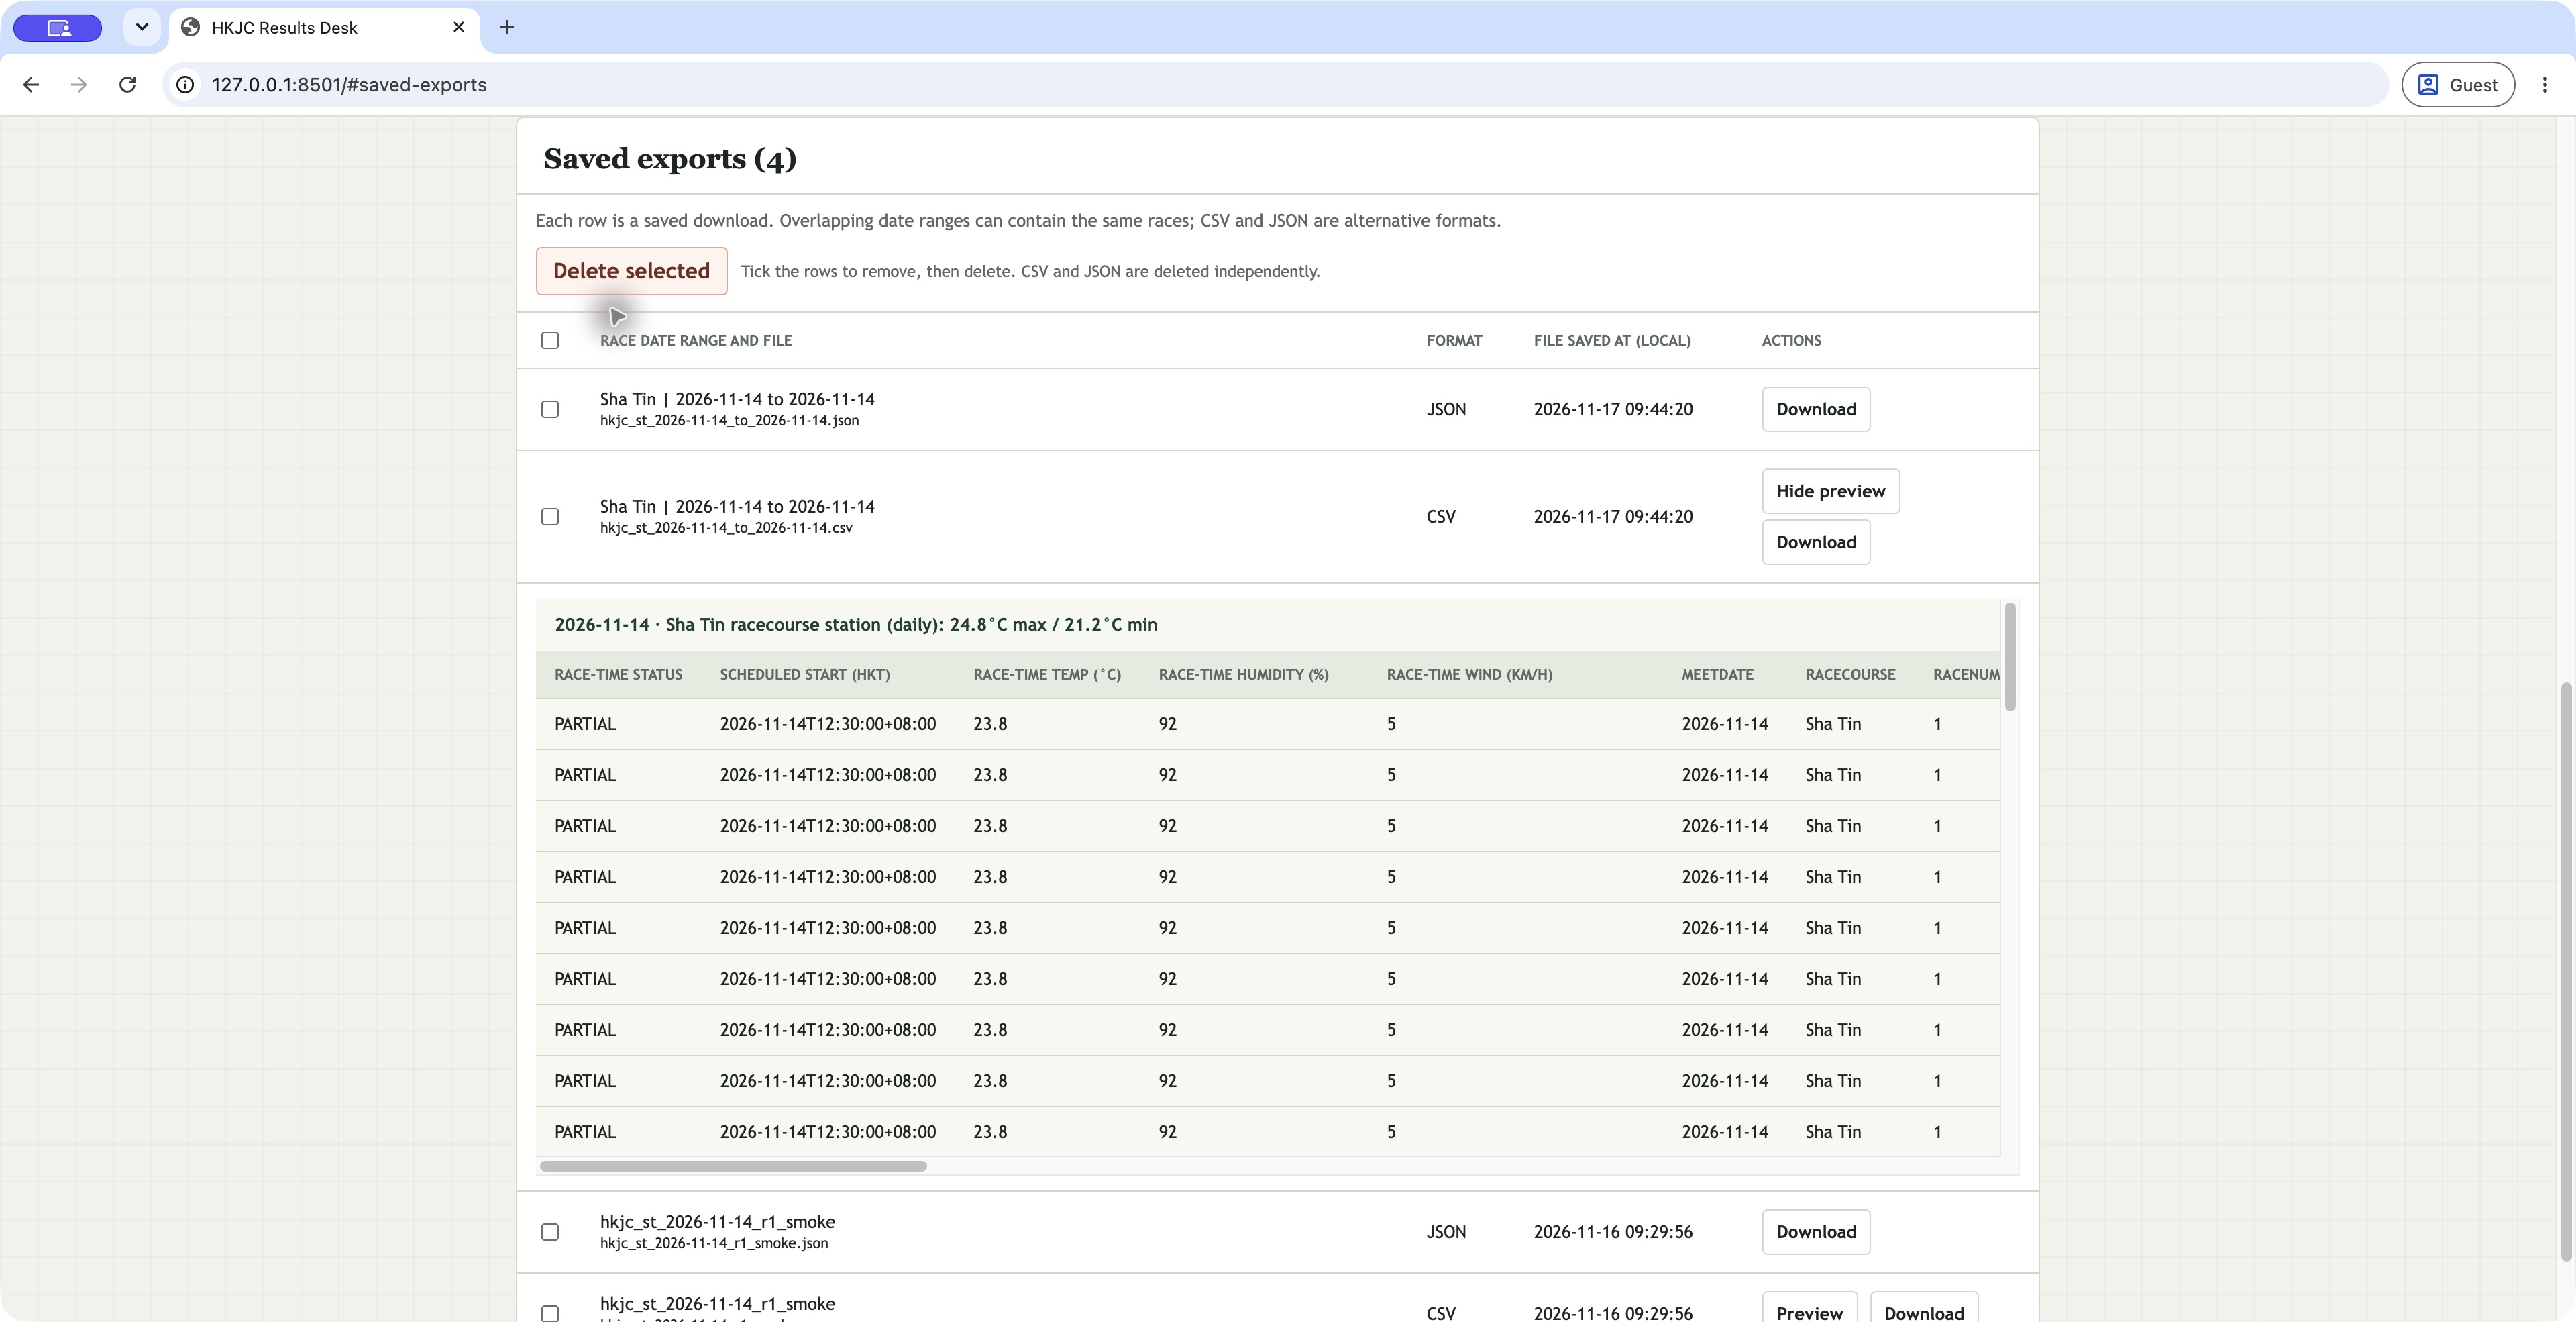 HKJC Results Desk
127.0.0.1:8501/#saved-exports
Guest
Saved exports (4)
Each row is a saved download. Overlapping date ranges can contain the same races; CSV and JSON are alternative formats.
Delete selected Tick the rows to remove, then delete. CSV and JSON are deleted independently.
RACE DATE RANGE AND FILE FORMAT FILE SAVED AT (LOCAL) ACTIONS
Sha Tin | 2026-11-14 to 2026-11-14
hkjc_st_2026-11-14_to_2026-11-14.json
JSON 2026-11-17 09:44:20 Download
Sha Tin | 2026-11-14 to 2026-11-14
hkjc_st_2026-11-14_to_2026-11-14.csv
CSV 2026-11-17 09:44:20
Hide preview
Download
2026-11-14 · Sha Tin racecourse station (daily): 24.8°C max / 21.2°C min
RACE-TIME STATUS SCHEDULED START (HKT) RACE-TIME TEMP (°C) RACE-TIME HUMIDITY (%) RACE-TIME WIND (KM/H) MEETDATE RACECOURSE RACENUM
PARTIAL 2026-11-14T12:30:00+08:00 23.8 92 5 2026-11-14 Sha Tin 1
PARTIAL 2026-11-14T12:30:00+08:00 23.8 92 5 2026-11-14 Sha Tin 1
PARTIAL 2026-11-14T12:30:00+08:00 23.8 92 5 2026-11-14 Sha Tin 1
PARTIAL 2026-11-14T12:30:00+08:00 23.8 92 5 2026-11-14 Sha Tin 1
PARTIAL 2026-11-14T12:30:00+08:00 23.8 92 5 2026-11-14 Sha Tin 1
PARTIAL 2026-11-14T12:30:00+08:00 23.8 92 5 2026-11-14 Sha Tin 1
PARTIAL 2026-11-14T12:30:00+08:00 23.8 92 5 2026-11-14 Sha Tin 1
PARTIAL 2026-11-14T12:30:00+08:00 23.8 92 5 2026-11-14 Sha Tin 1
PARTIAL 2026-11-14T12:30:00+08:00 23.8 92 5 2026-11-14 Sha Tin 1
hkjc_st_2026-11-14_r1_smoke
hkjc_st_2026-11-14_r1_smoke.json
JSON 2026-11-16 09:29:56 Download
hkjc_st_2026-11-14_r1_smoke
CSV 2026-11-16 09:29:56 Preview Download